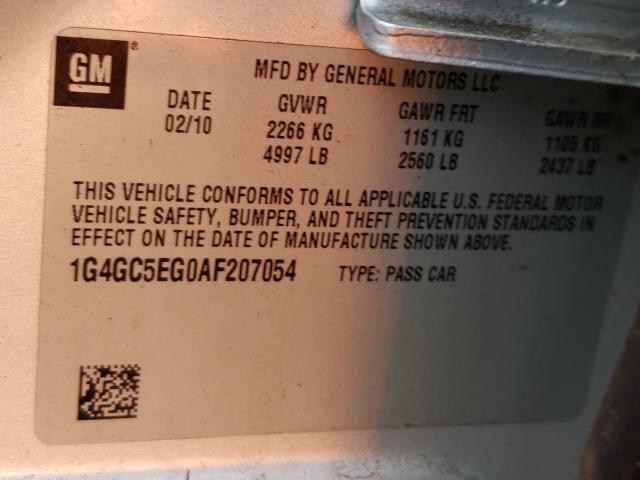 GM ®
MFD BY GENERAL MOTORS LLC
DATE GVWR GAWR FRT GAWR RR
02/10 2266 KG 1161 KG 1105 KG
4997 LB 2560 LB 2437 LB
THIS VEHICLE CONFORMS TO ALL APPLICABLE U.S. FEDERAL MOTOR
VEHICLE SAFETY, BUMPER, AND THEFT PREVENTION STANDARDS IN
EFFECT ON THE DATE OF MANUFACTURE SHOWN ABOVE.
1G4GC5EG0AF207054 TYPE: PASS CAR